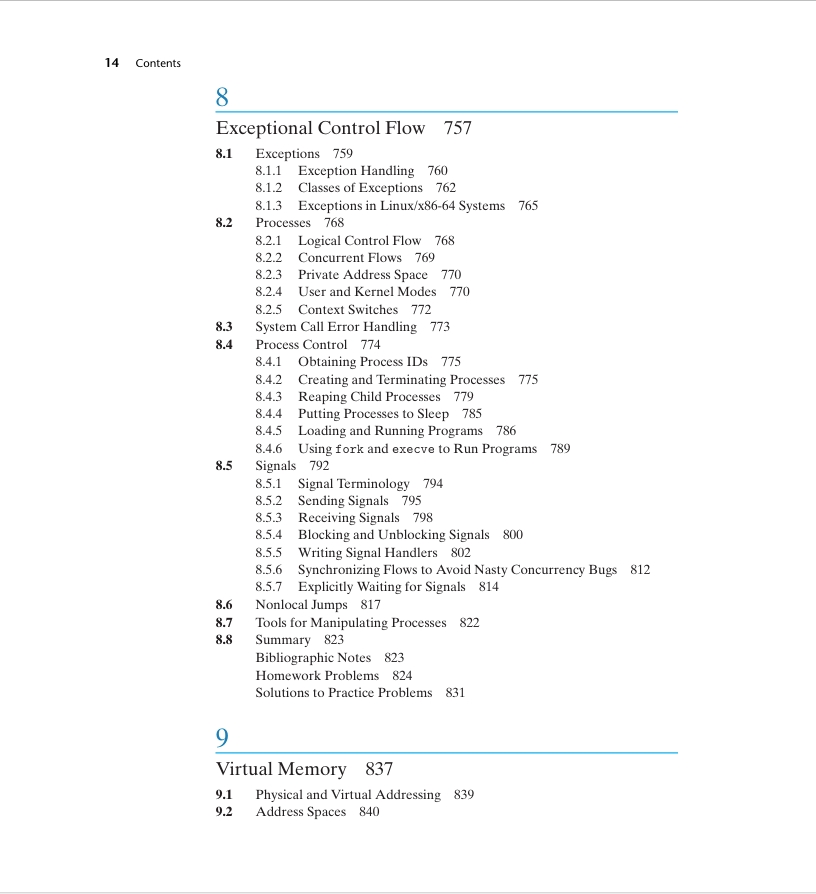 14 Contents
8
Exceptional Control Flow 757
8.1 Exceptions 759
8.1.1 Exception Handling 760
8.1.2 Classes of Exceptions 762
8.1.3 Exceptions in Linux/x86-64 Systems 765
8.2 Processes 768
8.2.1 Logical Control Flow 768
8.2.2 Concurrent Flows 769
8.2.3 Private Address Space 770
8.2.4 User and Kernel Modes 770
8.2.5 Context Switches 772
8.3 System Call Error Handling 773
8.4 Process Control 774
8.4.1 Obtaining Process IDs 775
8.4.2 Creating and Terminating Processes 775
8.4.3 Reaping Child Processes 779
8.4.4 Putting Processes to Sleep 785
8.4.5 Loading and Running Programs 786
8.4.6 Using fork and execve to Run Programs 789
8.5 Signals 792
8.5.1 Signal Terminology 794
8.5.2 Sending Signals 795
8.5.3 Receiving Signals 798
8.5.4 Blocking and Unblocking Signals 800
8.5.5 Writing Signal Handlers 802
8.5.6 Synchronizing Flows to Avoid Nasty Concurrency Bugs 812
8.5.7 Explicitly Waiting for Signals 814
8.6 Nonlocal Jumps 817
8.7 Tools for Manipulating Processes 822
8.8 Summary 823
Bibliographic Notes 823
Homework Problems 824
Solutions to Practice Problems 831
9
Virtual Memory 837
9.1 Physical and Virtual Addressing 839
9.2 Address Spaces 840